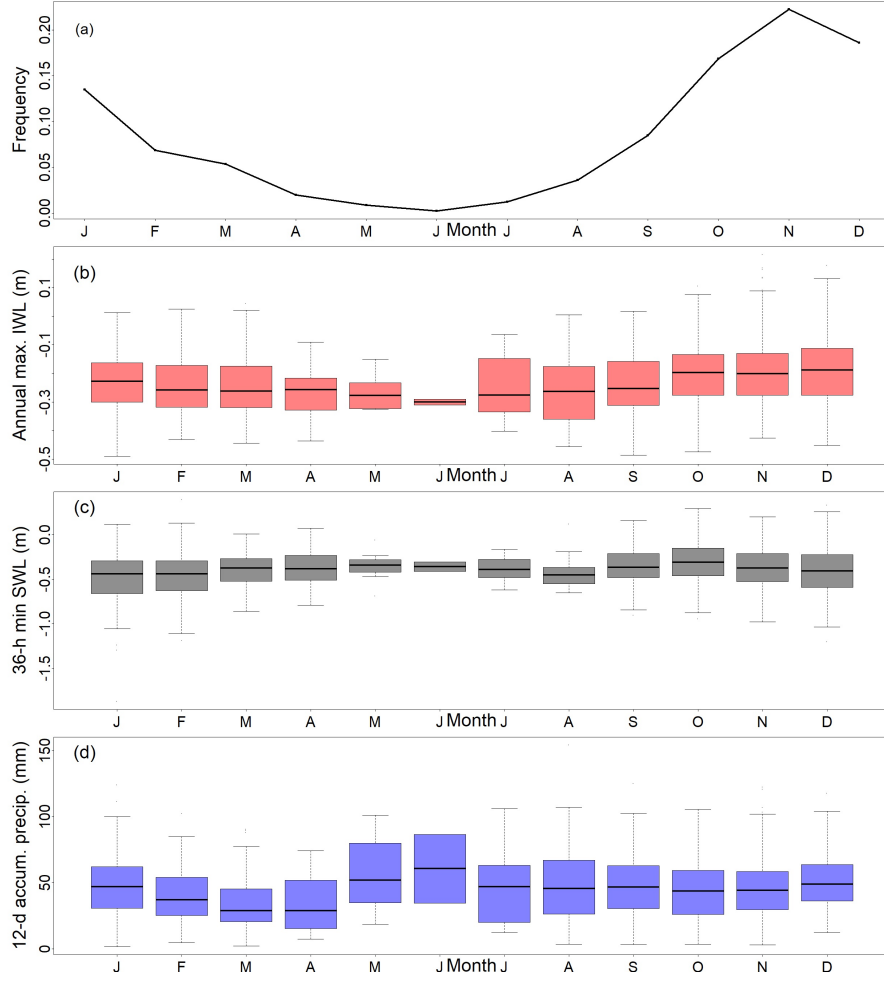 (a)
Frequency
0.20
0.15
0.10
0.05
0.00
J F M A M J Month J A S O N D
(b)
Annual max. IWL (m)
0.1
-0.1
-0.3
-0.5
J F M A M J Month J A S O N D
(c)
36-h min SWL (m)
0.0
-0.5
-1.0
-1.5
J F M A M J Month J A S O N D
(d)
12-d accum. precip. (mm)
150
100
50
0
J F M A M J Month J A S O N D